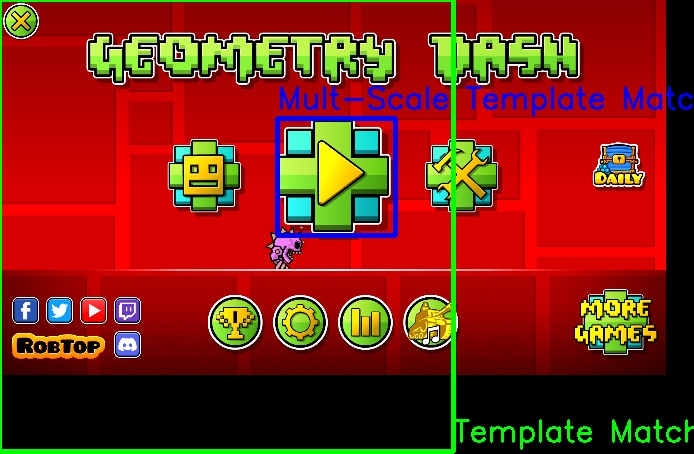 GEOMETRY DASH
Mult-Scale Template Matc
DAILY
MORE
GAMES
ROBTOP
Template Match